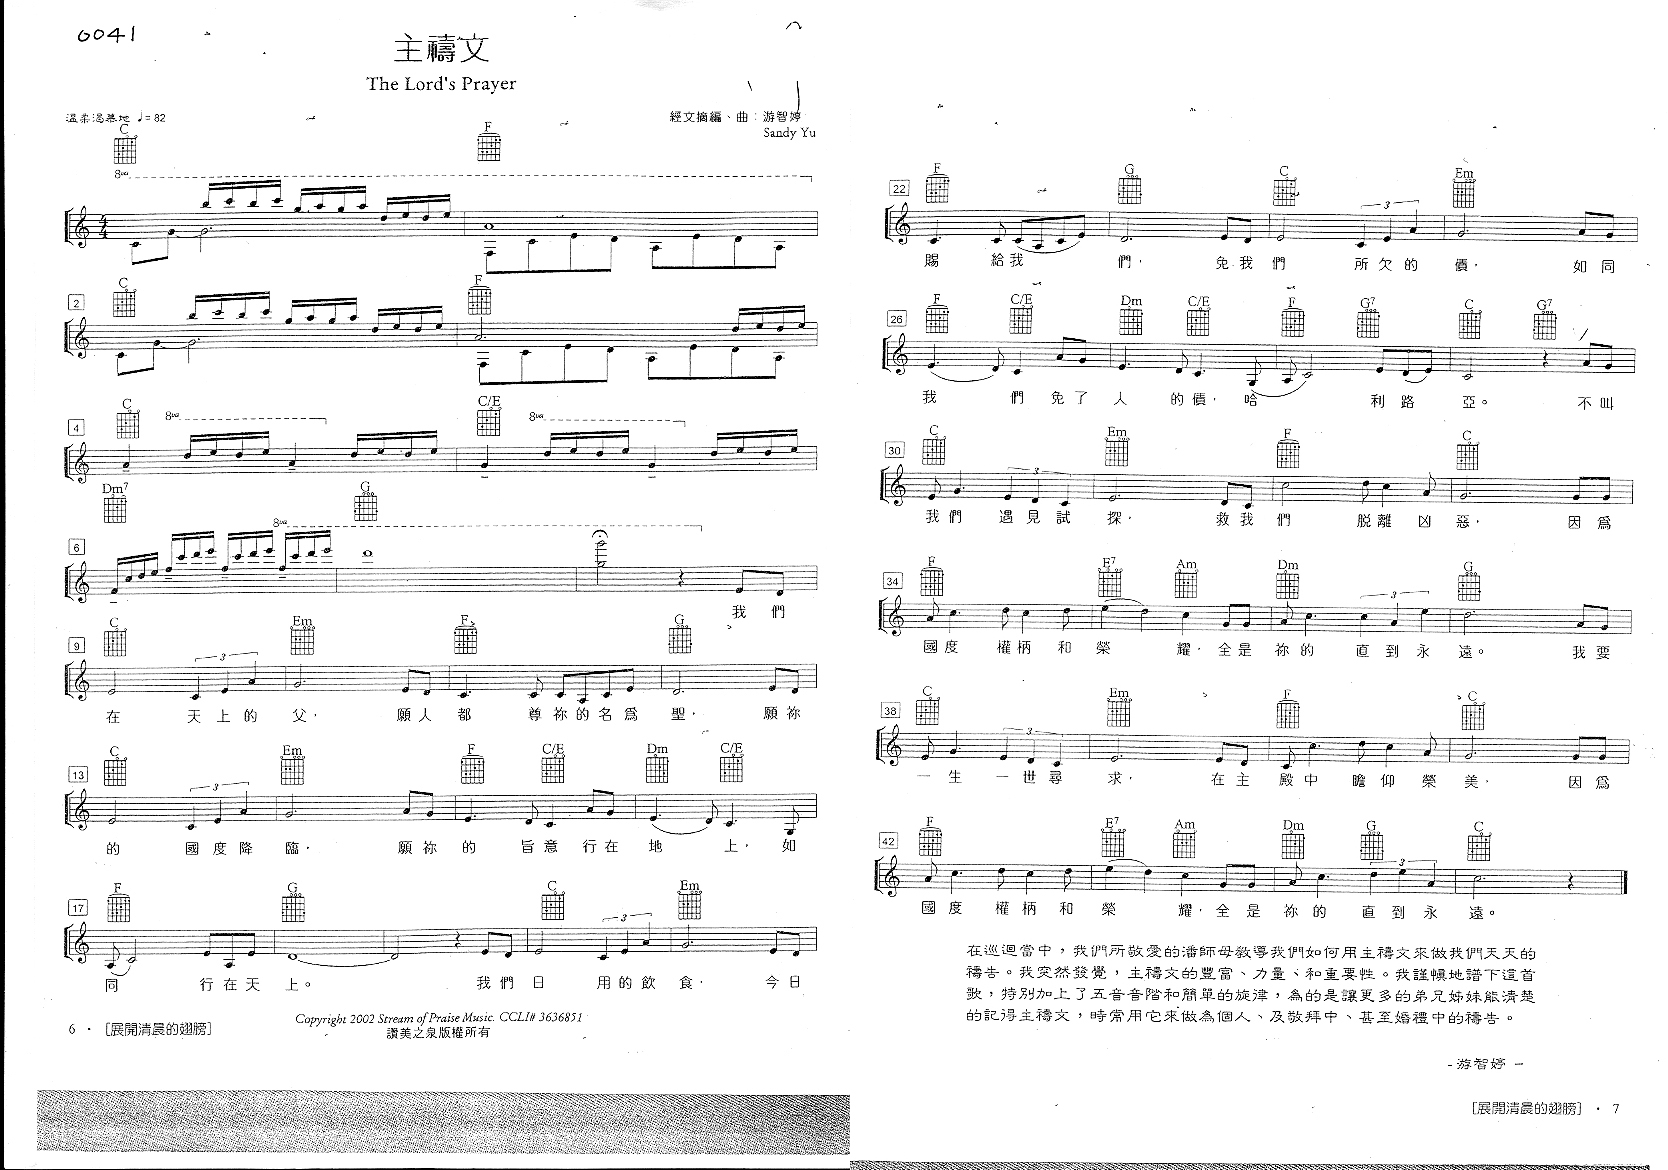 0041
主禱文
The Lord's Prayer
溫柔渴慕地 ♩=82
經文摘編、曲：游智婷
Sandy Yu
C F
8va
4/4
2
C F
4
C 8va C/E 8va
Dm7 G
6
8va
我們
C Em F G
9
3
在 天上的 父， 願人都 尊祢的名為聖， 願祢
C Em F C/E Dm C/E
13
3
的 國度降 臨， 願祢的 旨意行在地 上，如
F G C Em
17
3
同 行在天 上。 我們日 用的飲食，今日
6 · [展開清晨的翅膀]
Copyright 2002 Stream of Praise Music. CCLI# 3636851
讚美之泉版權所有
F G C Em
22
3
賜 給我 們， 免我們 所欠的 債， 如同
F C/E Dm C/E F G7 C G7
26
我 們免了人 的債，哈 利路亞。 不叫
C Em F C
30
3
我們 遇見試 探， 救我們 脫離凶 惡， 因為
F E7 Am Dm G
34
3
國度 權柄和榮 耀，全是祢的 直到永遠。 我要
C Em F C
38
3
一生 一世尋 求， 在主殿中 瞻仰榮 美， 因為
F E7 Am Dm G C
42
3
國度 權柄和榮 耀，全是祢的 直到永遠。
在巡迴當中，我們所敬愛的潘師母教導我們如何用主禱文來做我們天天的
禱告。我突然發覺，主禱文的豐富、力量、和重要性。我謹慎地譜下這首
歌，特別加上了五音音階和簡單的旋律，為的是讓更多的弟兄姊妹能清楚
的記得主禱文，時常用它來做為個人、及敬拜中、甚至婚禮中的禱告。
- 游智婷 -
[展開清晨的翅膀] · 7